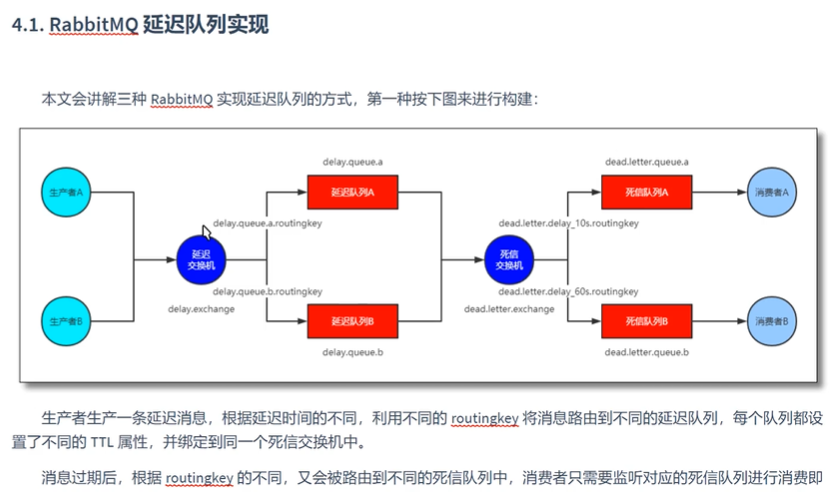 4.1. RabbitMQ 延迟队列实现
本文会讲解三种 RabbitMQ 实现延迟队列的方式，第一种按下图来进行构建：
delay.queue.a
dead.letter.queue.a
生产者A
延迟队列A
死信队列A
消费者A
delay.queue.a.routingkey
dead.letter.delay_10s.routingkey
延迟
交换机
死信
交换机
delay.queue.b.routingkey
dead.letter.delay_60s.routingkey
delay.exchange
dead.letter.exchange
生产者B
延迟队列B
死信队列B
消费者B
delay.queue.b
dead.letter.queue.b
生产者生产一条延迟消息，根据延迟时间的不同，利用不同的 routingkey 将消息路由到不同的延迟队列，每个队列都设
置了不同的 TTL 属性，并绑定到同一个死信交换机中。
消息过期后，根据 routingkey 的不同，又会被路由到不同的死信队列中，消费者只需要监听对应的死信队列进行消费即